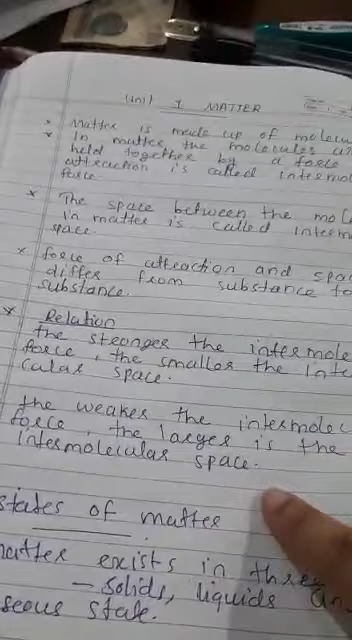 Unit 1 MATTER
* Matter is made up of molecu
* In matter, the molecules a
held together by a force
attraction is called intermol
force.
* The space between the mol
in matter is called interm
space.
* force of attraction and spa
differ from substance to
substance.
* Relation
the stronger the intermole
force, the smaller the inte
cular space.
the weaker the intermolec
force, the larger is the
intermolecular space.
states of matter
matter exists in three
- solids, liquids an
seous state.